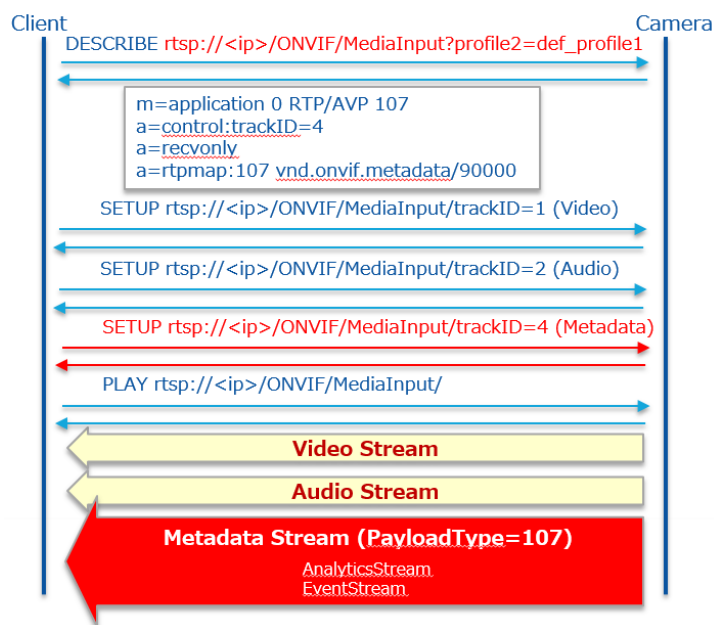 Client
Camera
DESCRIBE rtsp://<ip>/ONVIF/MediaInput?profile2=def_profile1
m=application 0 RTP/AVP 107
a=control:trackID=4
a=recvonly
a=rtpmap:107 vnd.onvif.metadata/90000
SETUP rtsp://<ip>/ONVIF/MediaInput/trackID=1 (Video)
SETUP rtsp://<ip>/ONVIF/MediaInput/trackID=2 (Audio)
SETUP rtsp://<ip>/ONVIF/MediaInput/trackID=4 (Metadata)
PLAY rtsp://<ip>/ONVIF/MediaInput/
Video Stream
Audio Stream
Metadata Stream (PayloadType=107)
AnalyticsStream
EventStream